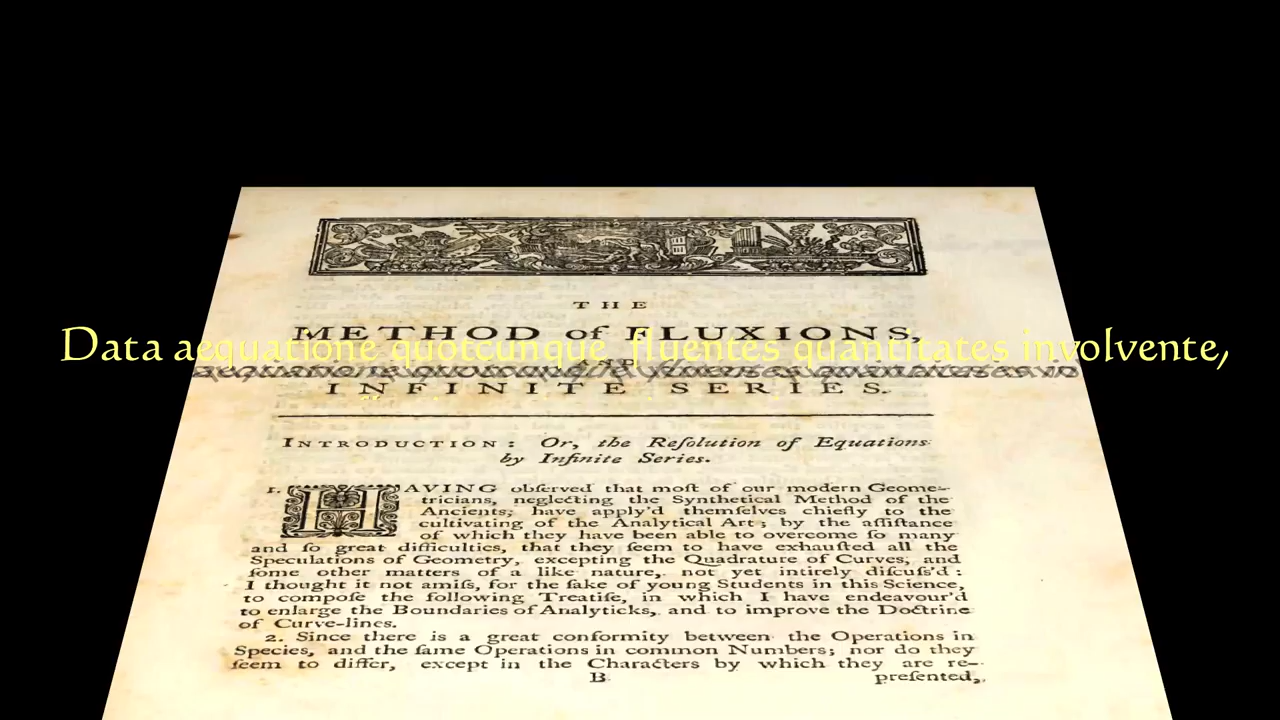 THE
METHOD of FLUXIONS,
Data aequatione quotcunque fluentes quantitates involvente,
AND
INFINITE SERIES.
INTRODUCTION: Or, the Reſolution of Equations
by Infinite Series.
1. HAVING obſerved that moſt of our modern Geome-
tricians, neglecting the Synthetical Method of the
Ancients; have apply'd themſelves chiefly to the
cultivating of the Analytical Art; by the aſſiſtance
of which they have been able to overcome ſo many
and ſo great difficulties, that they ſeem to have exhauſted all the
Speculations of Geometry, excepting the Quadrature of Curves, and
ſome other matters of a like nature, not yet intirely diſcuſs'd:
I thought it not amiſs, for the ſake of young Students in this Science,
to compoſe the following Treatiſe, in which I have endeavour'd
to enlarge the Boundaries of Analyticks, and to improve the Doctrine
of Curve-lines.
2. Since there is a great conformity between the Operations in
Species, and the ſame Operations in common Numbers; nor do they
ſeem to differ, except in the Characters by which they are re-
B
preſented,